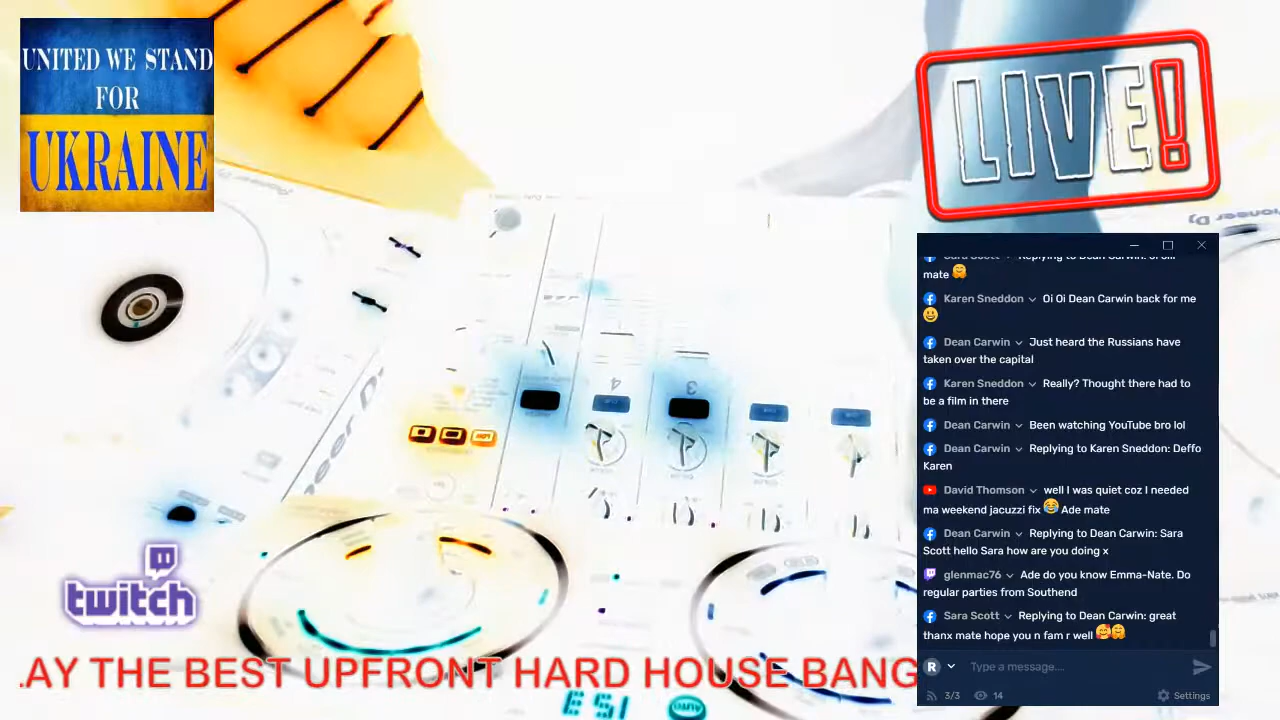 UNITED WE STAND
FOR
UKRAINE
LIVE!
Pioneer Dj
4
3
mate 🤗
Karen Sneddon Oi Oi Dean Carwin back for me
😀
Dean Carwin Just heard the Russians have
taken over the capital
Karen Sneddon Really? Thought there had to
be a film in there
Dean Carwin Been watching YouTube bro lol
Dean Carwin Replying to Karen Sneddon: Deffo
Karen
David Thomson well I was quiet coz I needed
ma weekend jacuzzi fix 😂 Ade mate
Dean Carwin Replying to Dean Carwin: Sara
Scott hello Sara how are you doing x
glenmac76 Ade do you know Emma-Nate. Do
regular parties from Southend
Sara Scott Replying to Dean Carwin: great
thanx mate hope you n fam r well 🥰🤗
R Type a message....
3/3 14 Settings
twitch
.AY THE BEST UPFRONT HARD HOUSE BANG
AUTO